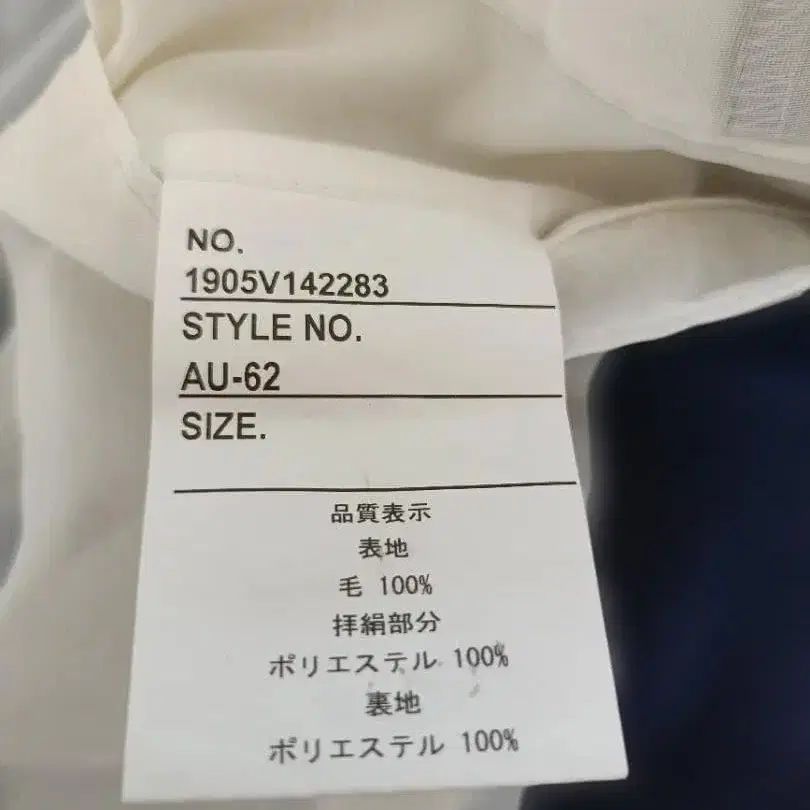 NO.
1905V142283
STYLE NO.
AU-62
SIZE.
品質表示
表地
毛 100%
拝絹部分
ポリエステル 100%
裏地
ポリエステル 100%